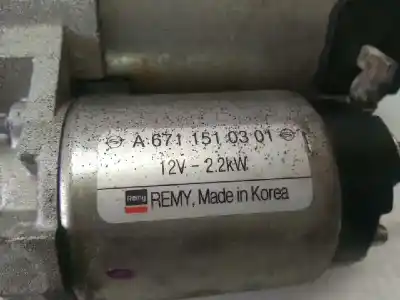 A 671 151 03 01
12V - 2.2kW
Remy REMY, Made in Korea